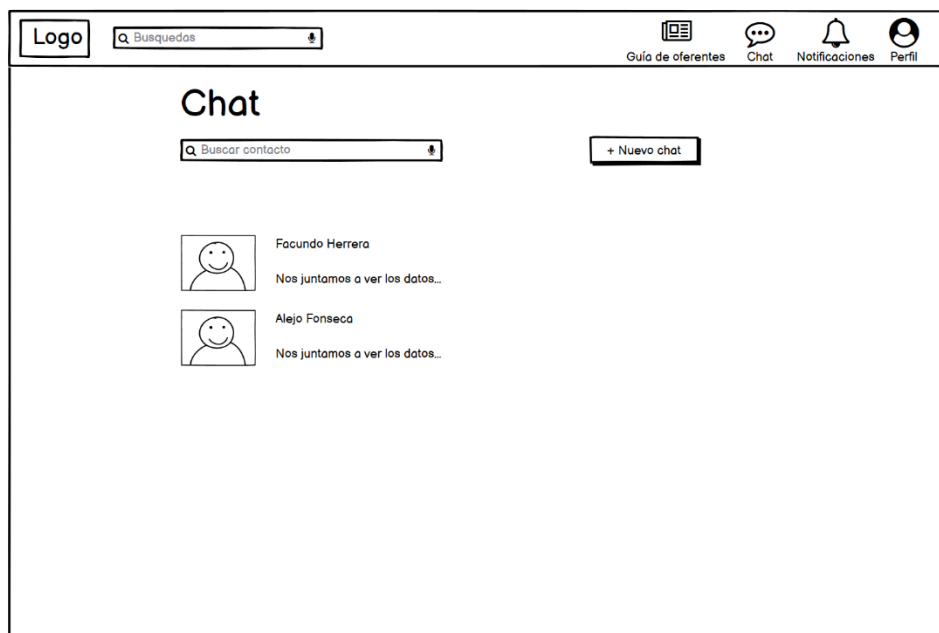 Logo
Busquedas
Guía de oferentes
Chat
Notificaciones
Perfil
Chat
Buscar contacto
+ Nuevo chat
Facundo Herrera
Nos juntamos a ver los datos...
Alejo Fonseca
Nos juntamos a ver los datos...